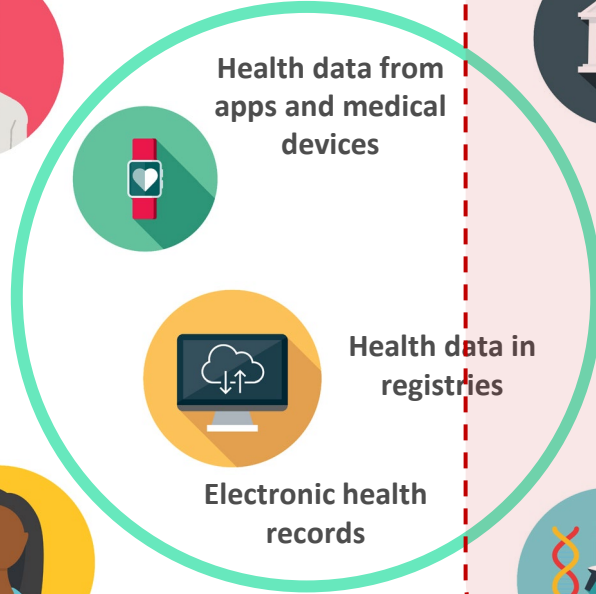 Health data from
apps and medical
devices
Health data in
registries
Electronic health
records